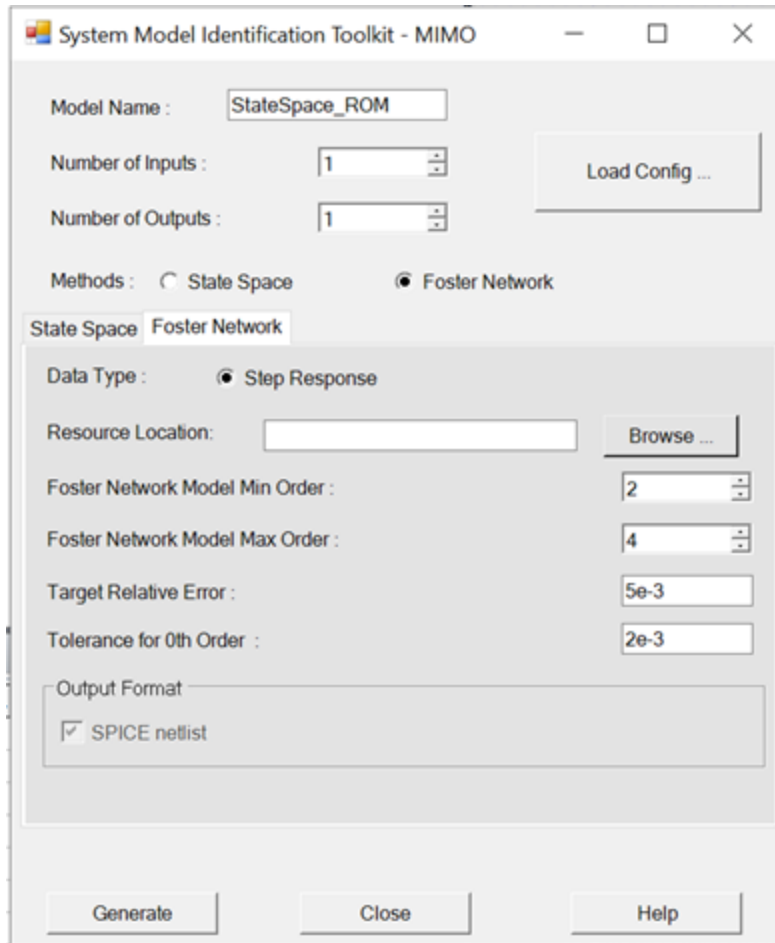 System Model Identification Toolkit - MIMO
Model Name : StateSpace_ROM
Number of Inputs : 1
Load Config ...
Number of Outputs : 1
Methods : State Space Foster Network
State Space Foster Network
Data Type : Step Response
Resource Location: Browse ...
Foster Network Model Min Order : 2
Foster Network Model Max Order : 4
Target Relative Error : 5e-3
Tolerance for 0th Order : 2e-3
Output Format
SPICE netlist
Generate Close Help